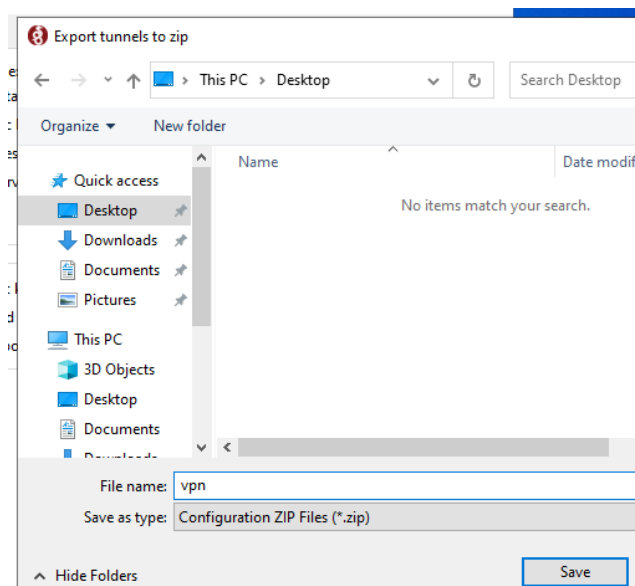 Export tunnels to zip
This PC > Desktop
Search Desktop
Organize
New folder
Name
Date modif
Quick access
No items match your search.
Desktop
Downloads
Documents
Pictures
This PC
3D Objects
Desktop
Documents
File name: vpn
Save as type: Configuration ZIP Files (*.zip)
Hide Folders
Save